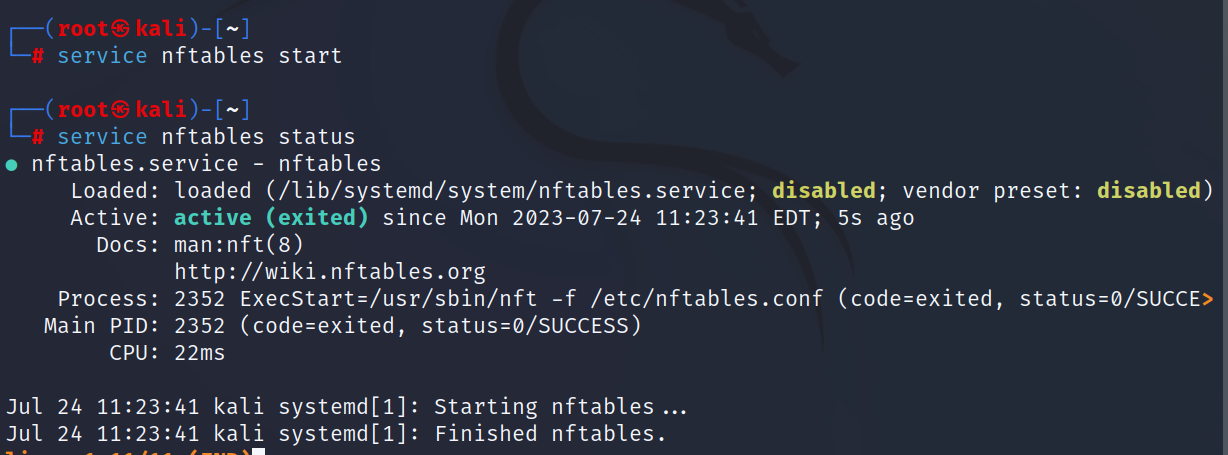 ┌──(root㉿kali)-[~]
└─# service nftables start
┌──(root㉿kali)-[~]
└─# service nftables status
● nftables.service - nftables
Loaded: loaded (/lib/systemd/system/nftables.service; disabled; vendor preset: disabled)
Active: active (exited) since Mon 2023-07-24 11:23:41 EDT; 5s ago
Docs: man:nft(8)
http://wiki.nftables.org
Process: 2352 ExecStart=/usr/sbin/nft -f /etc/nftables.conf (code=exited, status=0/SUCCE>
Main PID: 2352 (code=exited, status=0/SUCCESS)
CPU: 22ms
Jul 24 11:23:41 kali systemd[1]: Starting nftables...
Jul 24 11:23:41 kali systemd[1]: Finished nftables.